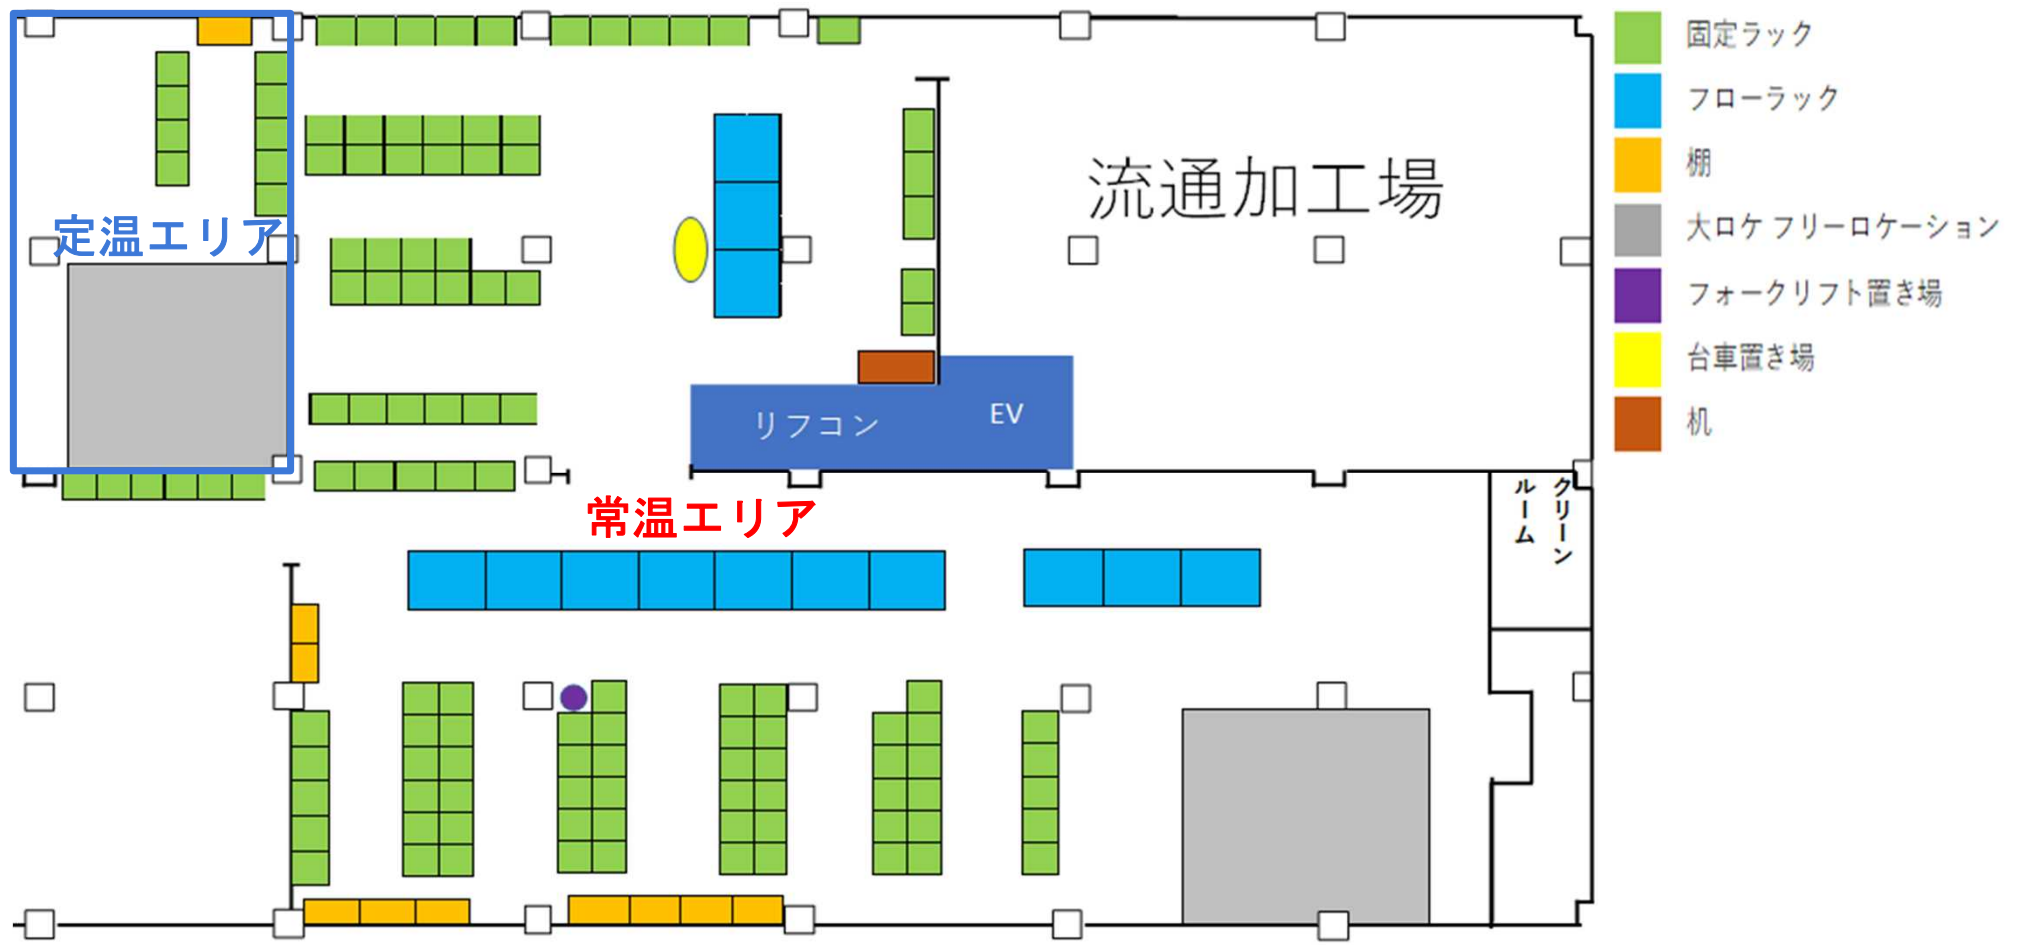 固定ラック
フローラック
棚
大ロケ フリーロケーション
フォークリフト置き場
台車置き場
机
流通加工場
定温エリア
リフコン
EV
常温エリア
クリーン
ルーム